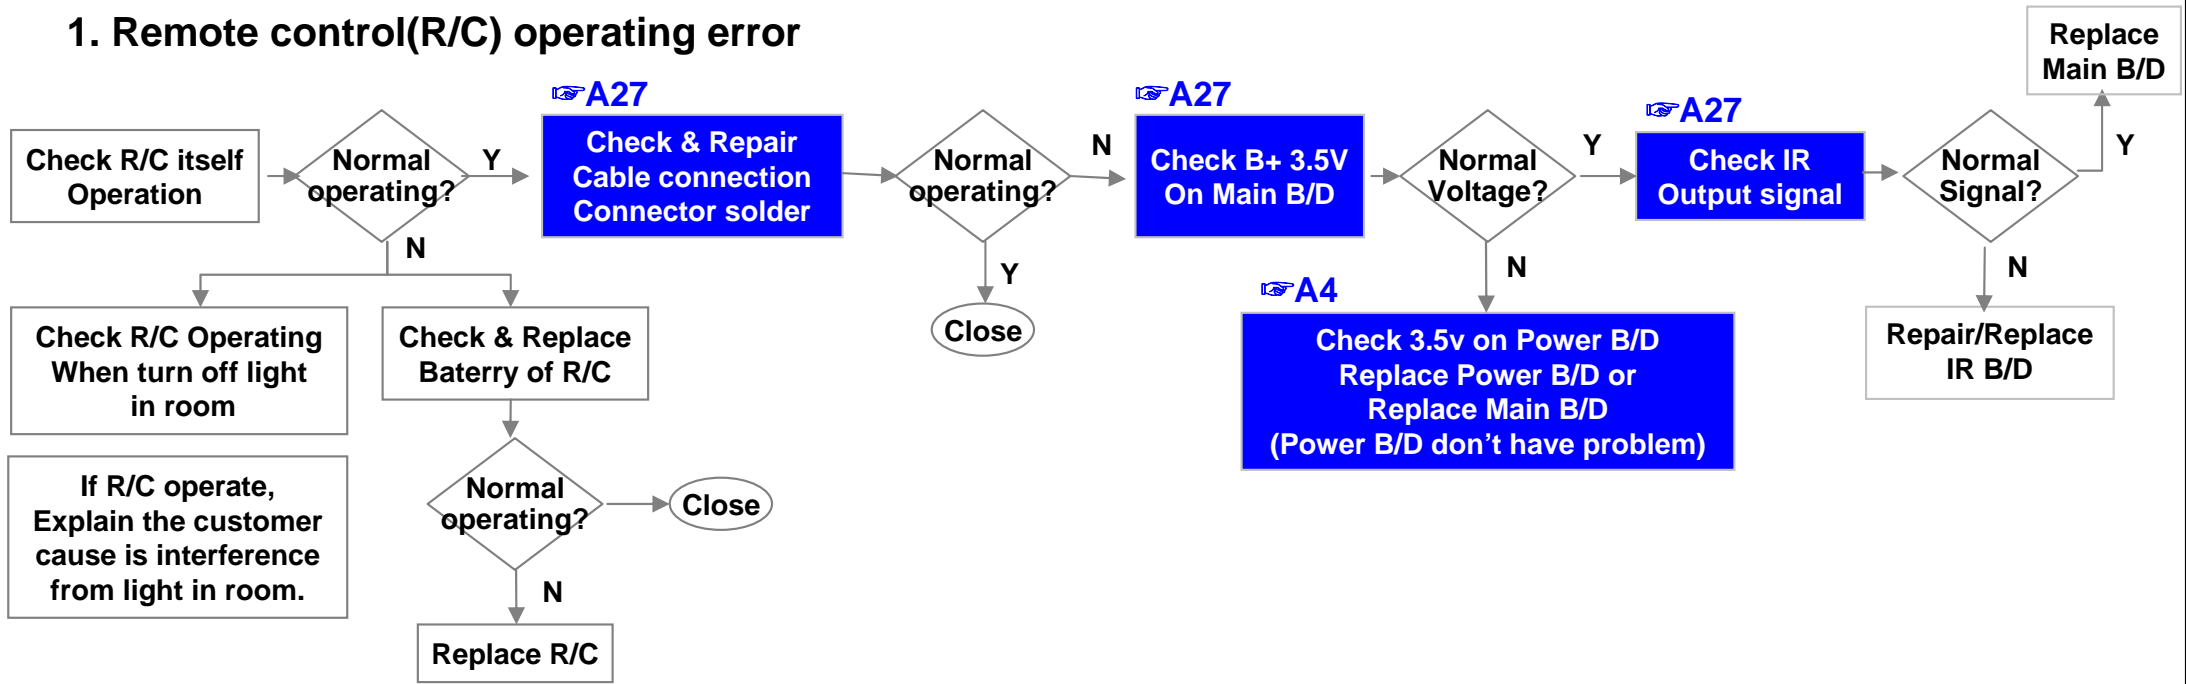 1. Remote control(R/C) operating error
Replace
Main B/D
☞A27
☞A27
☞A27
Check R/C itself
Operation
Normal
operating?
Y
Check & Repair
Cable connection
Connector solder
Normal
operating?
N
Check B+ 3.5V
On Main B/D
Normal
Voltage?
Y
Check IR
Output signal
Normal
Signal?
Y
N
Y
N
N
Close
☞A4
Check R/C Operating
When turn off light
in room
Check & Replace
Baterry of R/C
Check 3.5v on Power B/D
Replace Power B/D or
Replace Main B/D
(Power B/D don’t have problem)
Repair/Replace
IR B/D
If R/C operate,
Explain the customer
cause is interference
from light in room.
Normal
operating?
Close
N
Replace R/C